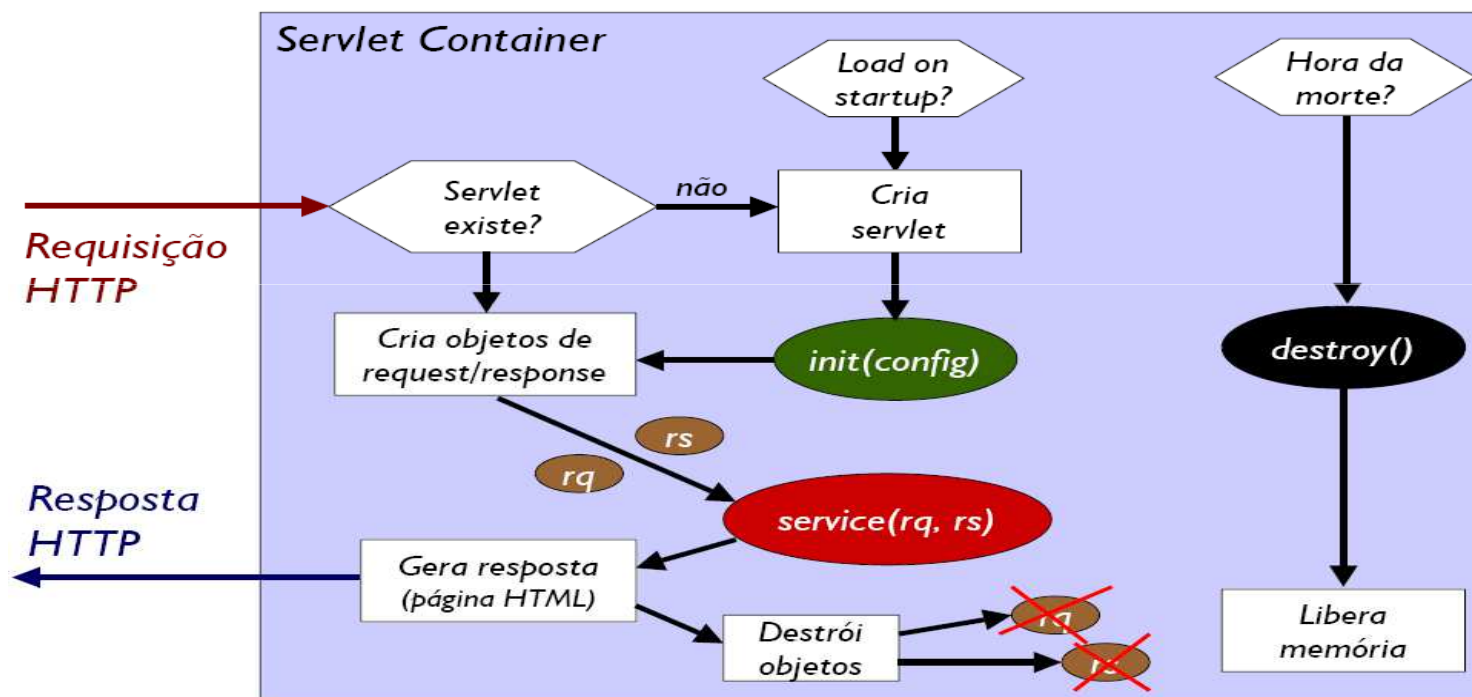 Servlet Container
Load on
startup?
Hora da
morte?
Servlet
existe?
não
Cria
servlet
Requisição
HTTP
Cria objetos de
request/response
init(config)
destroy()
rs
rq
Resposta
HTTP
service(rq, rs)
Gera resposta
(página HTML)
Destrói
objetos
rq
rs
Libera
memória